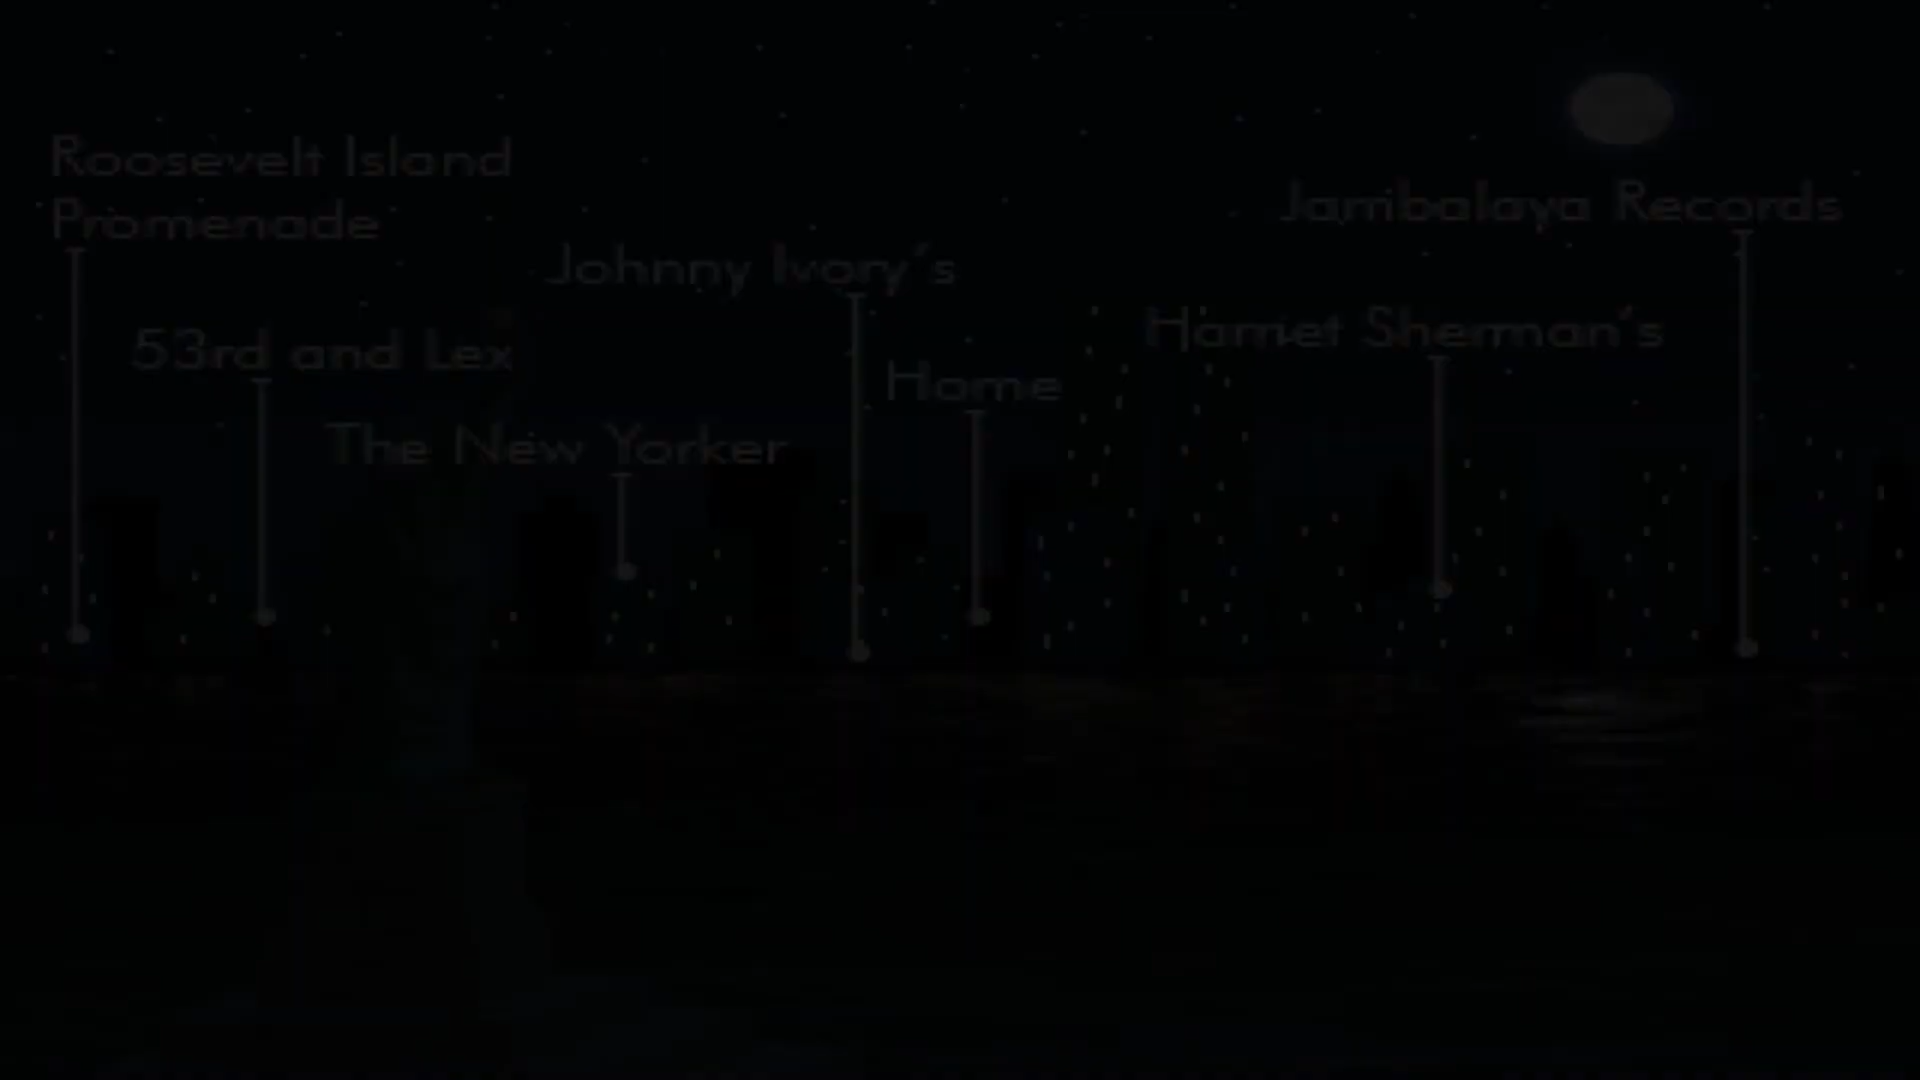 Roosevelt Island
Promenade
53rd and Lex
The New Yorker
Johnny Ivory's
Home
Harriet Sherman's
Jambalaya Records